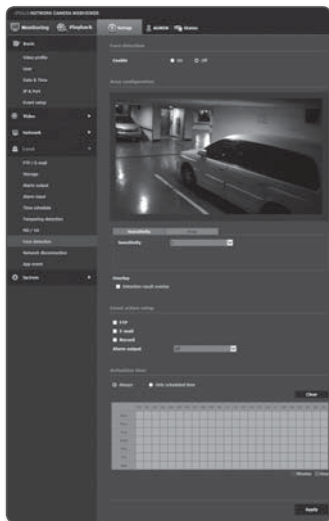 NETWORK CAMERA WEBVIEWER
Monitoring
Playback
Setup
ADMIN
Status
Basic
Video profile
User
Date & Time
IP & Port
Event setup
Video
Network
Event
FTP / E-mail
Storage
Alarm output
Alarm input
Time schedule
Tampering detection
Face detection
Network disconnection
App event
System
Face detection
Enable
On
Off
Area configuration
Sensitivity
Sensitivity
Overlay
Detection result overlay
Event action setup
FTP
E-mail
Record
Alarm output
Off
Activation time
Always
Only scheduled time
Clear
Apply